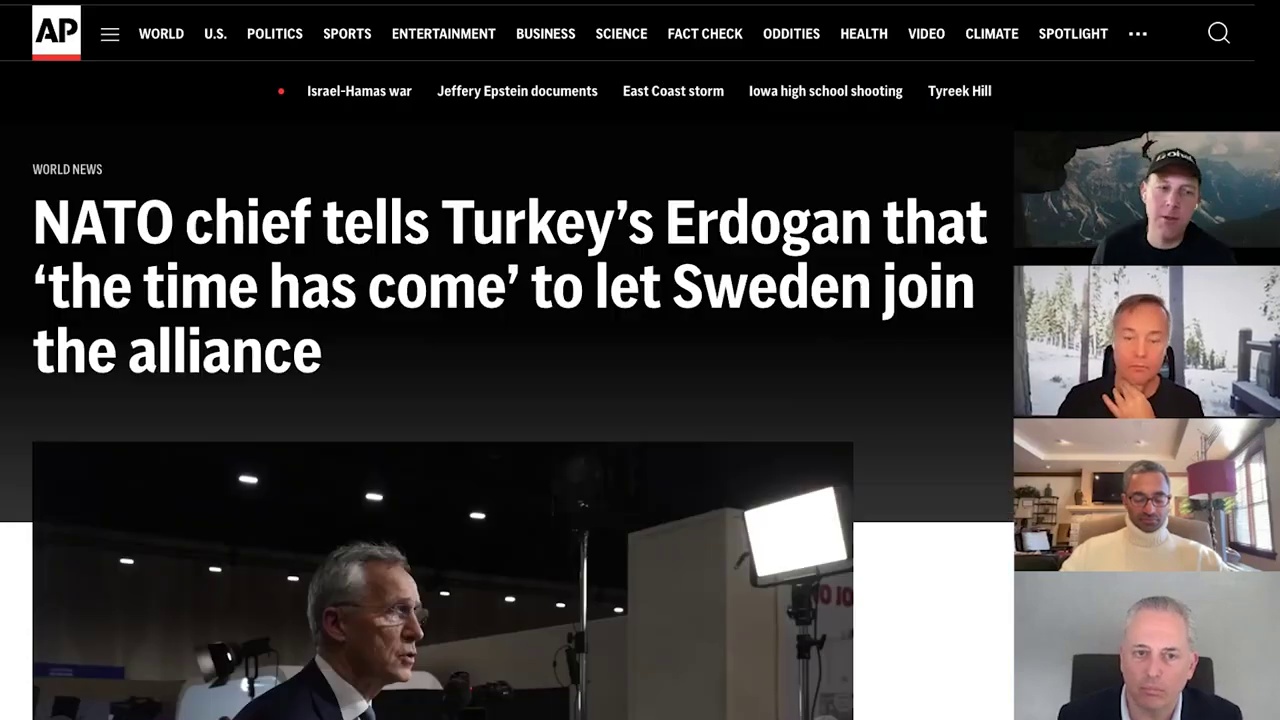 AP
WORLD U.S. POLITICS SPORTS ENTERTAINMENT BUSINESS SCIENCE FACT CHECK ODDITIES HEALTH VIDEO CLIMATE SPOTLIGHT
Israel-Hamas war Jeffery Epstein documents East Coast storm Iowa high school shooting Tyreek Hill
WORLD NEWS
NATO chief tells Turkey’s Erdogan that
‘the time has come’ to let Sweden join
the alliance